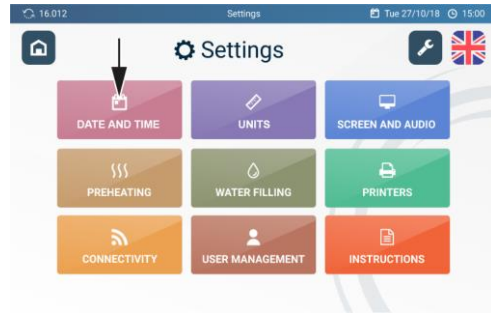 16.012 Settings Tue 27/10/18 15:00
Settings
DATE AND TIME UNITS SCREEN AND AUDIO
PREHEATING WATER FILLING PRINTERS
CONNECTIVITY USER MANAGEMENT INSTRUCTIONS